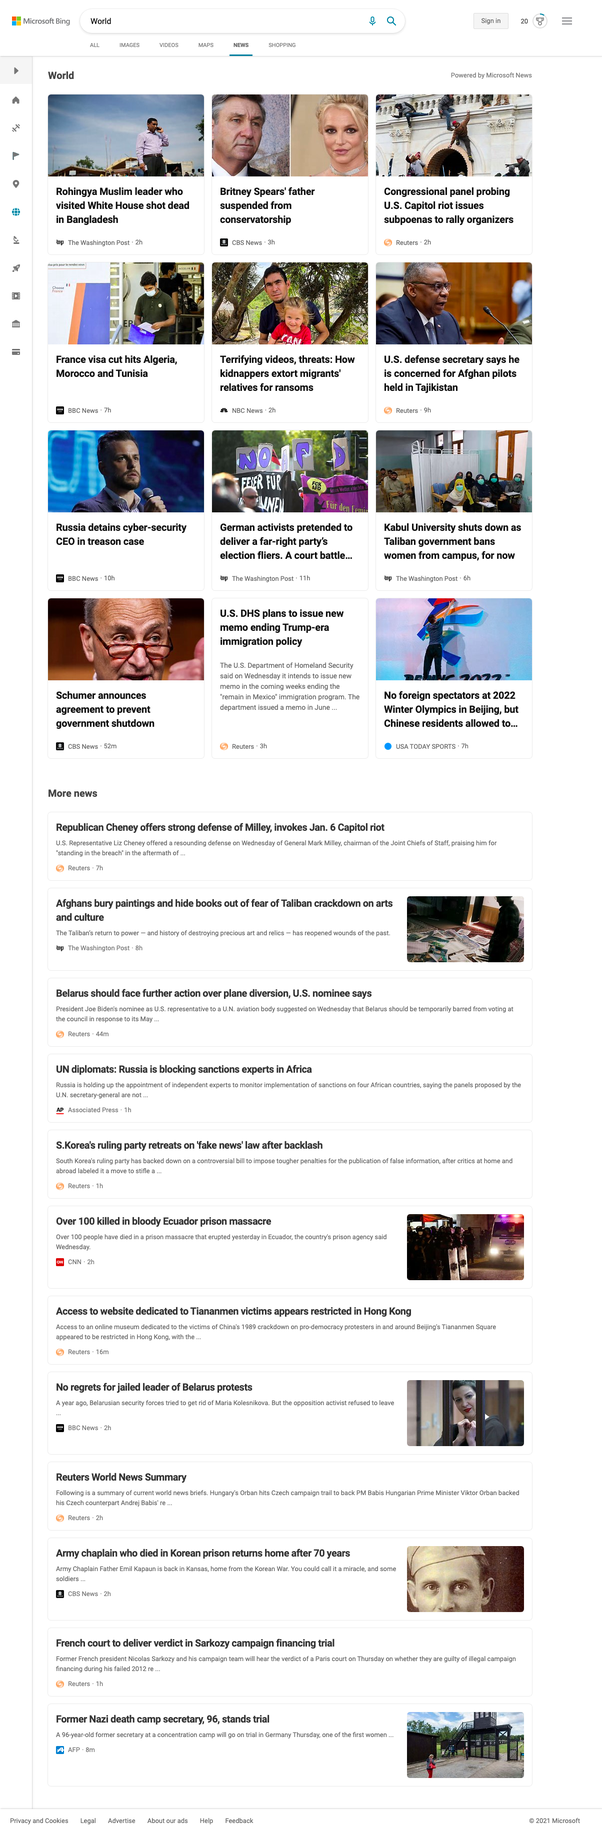 Microsoft Bing
World
Sign in
20
ALL IMAGES VIDEOS MAPS NEWS SHOPPING
World
Powered by Microsoft News
Rohingya Muslim leader who
visited White House shot dead
in Bangladesh
The Washington Post · 2h
Britney Spears' father
suspended from
conservatorship
CBS News · 3h
Congressional panel probing
U.S. Capitol riot issues
subpoenas to rally organizers
Reuters · 2h
France visa cut hits Algeria,
Morocco and Tunisia
BBC News · 7h
Terrifying videos, threats: How
kidnappers extort migrants'
relatives for ransoms
NBC News · 2h
U.S. defense secretary says he
is concerned for Afghan pilots
held in Tajikistan
Reuters · 9h
Russia detains cyber-security
CEO in treason case
BBC News · 10h
NO AFD
FEIER FUR
German activists pretended to
deliver a far-right party's
election fliers. A court battle...
The Washington Post · 11h
Kabul University shuts down as
Taliban government bans
women from campus, for now
The Washington Post · 6h
Schumer announces
agreement to prevent
government shutdown
CBS News · 52m
U.S. DHS plans to issue new
memo ending Trump-era
immigration policy
The U.S. Department of Homeland Security
said on Wednesday it intends to issue new
memo in the coming weeks ending the
"remain in Mexico" immigration program. The
department issued a memo in June ...
Reuters · 3h
BEIJING 2022
No foreign spectators at 2022
Winter Olympics in Beijing, but
Chinese residents allowed to...
USA TODAY SPORTS · 7h
More news
Republican Cheney offers strong defense of Milley, invokes Jan. 6 Capitol riot
U.S. Representative Liz Cheney offered a resounding defense on Wednesday of General Mark Milley, chairman of the Joint Chiefs of Staff, praising him for
"standing in the breach" in the aftermath of ...
Reuters · 7h
Afghans bury paintings and hide books out of fear of Taliban crackdown on arts
and culture
The Taliban's return to power — and history of destroying precious art and relics — has reopened wounds of the past.
The Washington Post · 8h
Belarus should face further action over plane diversion, U.S. nominee says
President Joe Biden's nominee as U.S. representative to a U.N. aviation body suggested on Wednesday that Belarus should be temporarily barred from voting at
the council in response to its May ...
Reuters · 44m
UN diplomats: Russia is blocking sanctions experts in Africa
Russia is holding up the appointment of independent experts to monitor implementation of sanctions on four African countries, saying the panels proposed by the
U.N. secretary-general are not ...
AP Associated Press · 1h
S.Korea's ruling party retreats on 'fake news' law after backlash
South Korea's ruling party has backed down on a controversial bill to impose tougher penalties for the publication of false information, after critics at home and
abroad labeled it a move to stifle a ...
Reuters · 1h
Over 100 killed in bloody Ecuador prison massacre
Over 100 people have died in a prison massacre that erupted yesterday in Ecuador, the country's prison agency said
Wednesday.
CNN · 2h
Access to website dedicated to Tiananmen victims appears restricted in Hong Kong
Access to an online museum dedicated to the victims of China's 1989 crackdown on pro-democracy protesters in and around Beijing's Tiananmen Square
appeared to be restricted in Hong Kong, with the ...
Reuters · 16m
No regrets for jailed leader of Belarus protests
A year ago, Belarusian security forces tried to get rid of Maria Kolesnikova. But the opposition activist refused to leave
...
BBC News · 2h
Reuters World News Summary
Following is a summary of current world news briefs. Hungary's Orban hits Czech campaign trail to back PM Babis Hungarian Prime Minister Viktor Orban backed
his Czech counterpart Andrej Babis' re ...
Reuters · 2h
Army chaplain who died in Korean prison returns home after 70 years
Army Chaplain Father Emil Kapaun is back in Kansas, home from the Korean War. You could call it a miracle, and some
soldiers ...
CBS News · 2h
French court to deliver verdict in Sarkozy campaign financing trial
Former French president Nicolas Sarkozy and his campaign team will hear the verdict of a Paris court on Thursday on whether they are guilty of illegal campaign
financing during his failed 2012 re ...
Reuters · 1h
Former Nazi death camp secretary, 96, stands trial
A 96-year-old former secretary at a concentration camp will go on trial in Germany Thursday, one of the first women ...
AFP · 8m
Privacy and Cookies Legal Advertise About our ads Help Feedback
© 2021 Microsoft